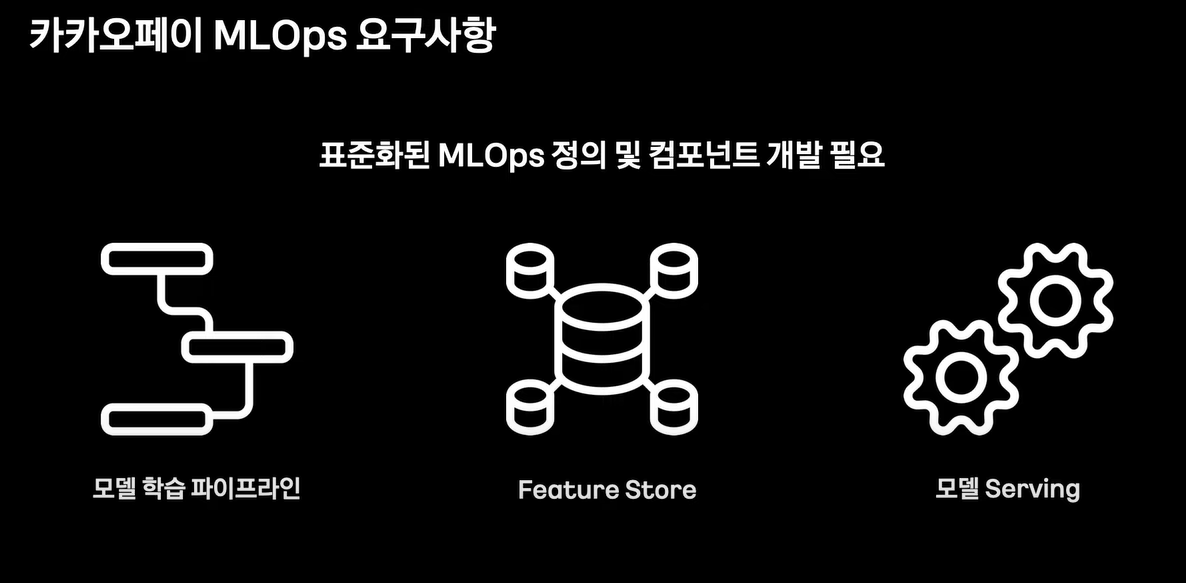 카카오페이 MLOps 요구사항
표준화된 MLOps 정의 및 컴포넌트 개발 필요
모델 학습 파이프라인
Feature Store
모델 Serving